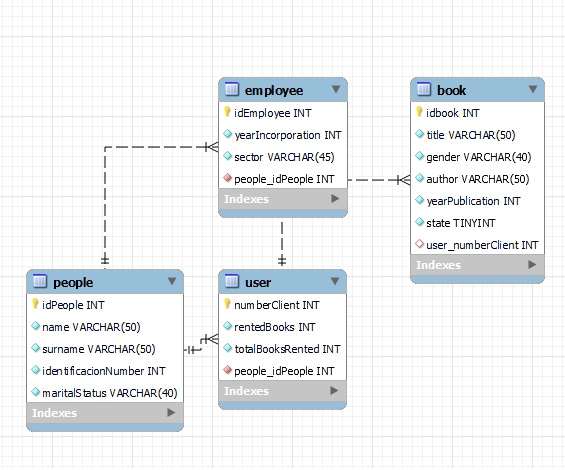 employee
idEmployee INT
yearIncorporation INT
sector VARCHAR(45)
people_idPeople INT
Indexes
book
idbook INT
title VARCHAR(50)
gender VARCHAR(40)
author VARCHAR(50)
yearPublication INT
state TINYINT
user_numberClient INT
Indexes
people
idPeople INT
name VARCHAR(50)
surname VARCHAR(50)
identificacionNumber INT
maritalStatus VARCHAR(40)
Indexes
user
numberClient INT
rentedBooks INT
totalBooksRented INT
people_idPeople INT
Indexes